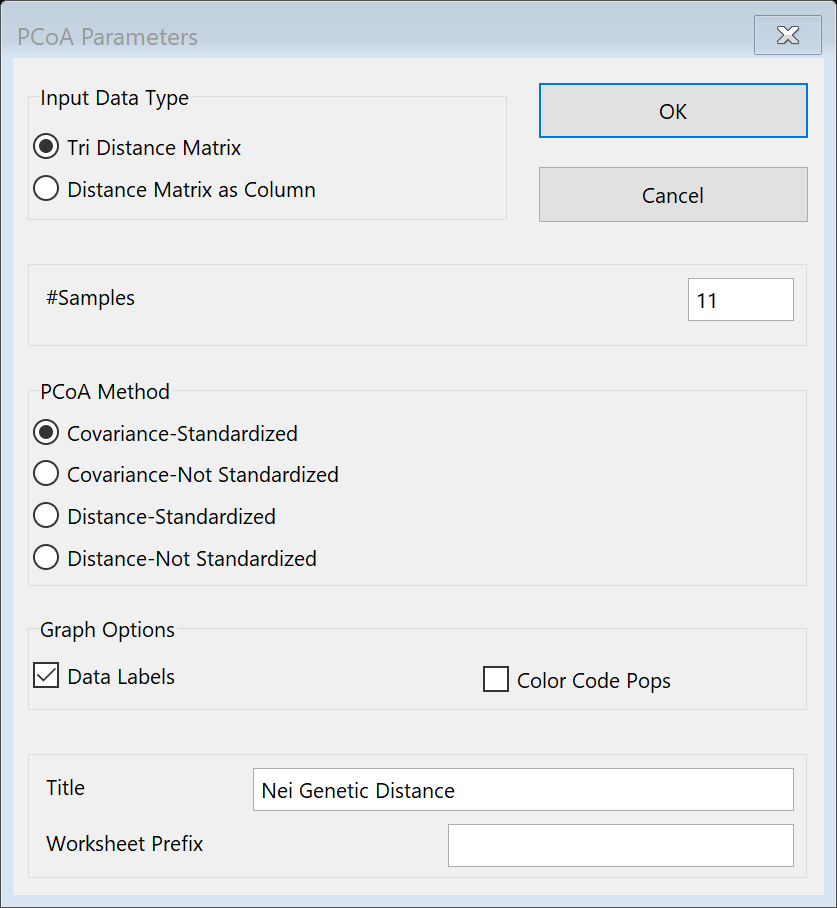 PCoA Parameters
Input Data Type
Tri Distance Matrix
Distance Matrix as Column
OK
Cancel
#Samples
11
PCoA Method
Covariance-Standardized
Covariance-Not Standardized
Distance-Standardized
Distance-Not Standardized
Graph Options
Data Labels
Color Code Pops
Title
Nei Genetic Distance
Worksheet Prefix